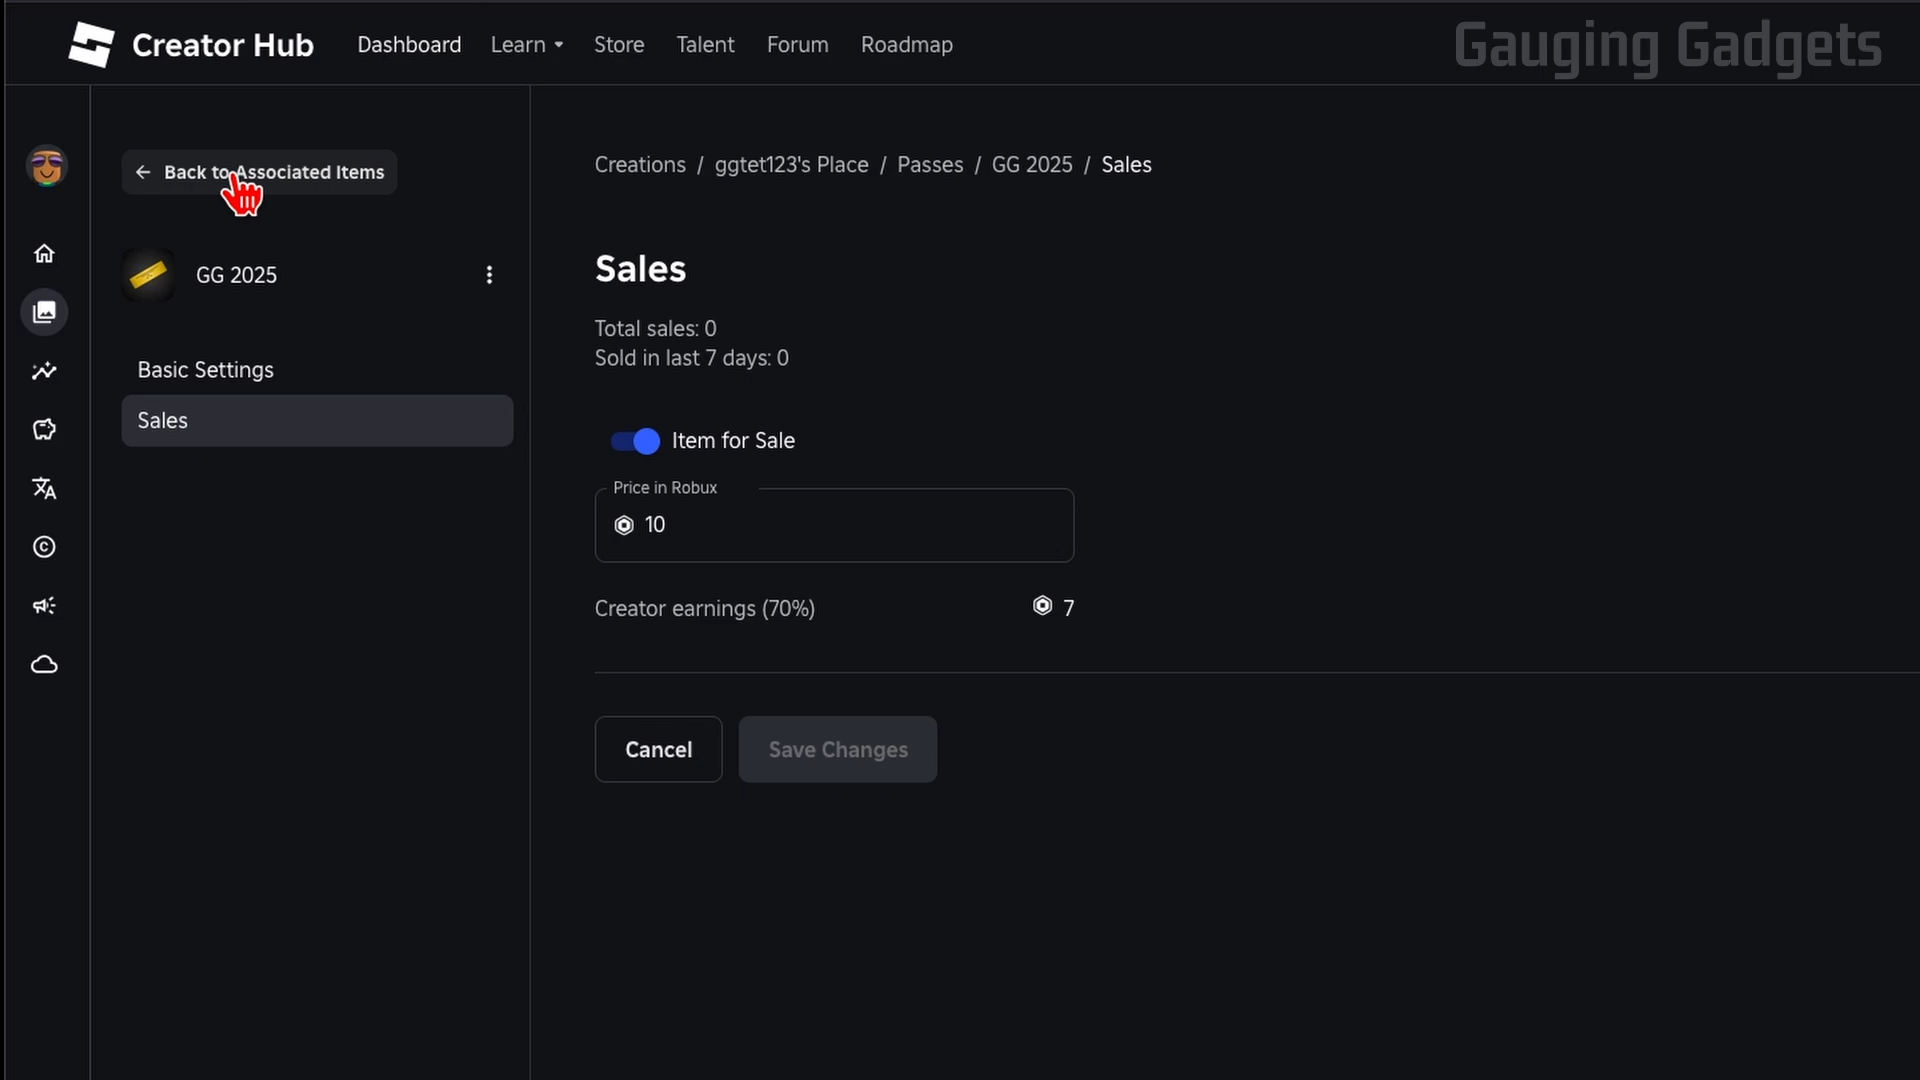 Creator Hub
Dashboard
Learn
Store
Talent
Forum
Roadmap
Gauging Gadgets
Back to Associated Items
GG 2025
Basic Settings
Sales
Creations / ggtet123's Place / Passes / GG 2025 / Sales
Sales
Total sales: 0
Sold in last 7 days: 0
Item for Sale
Price in Robux
10
Creator earnings (70%)
7
Cancel
Save Changes